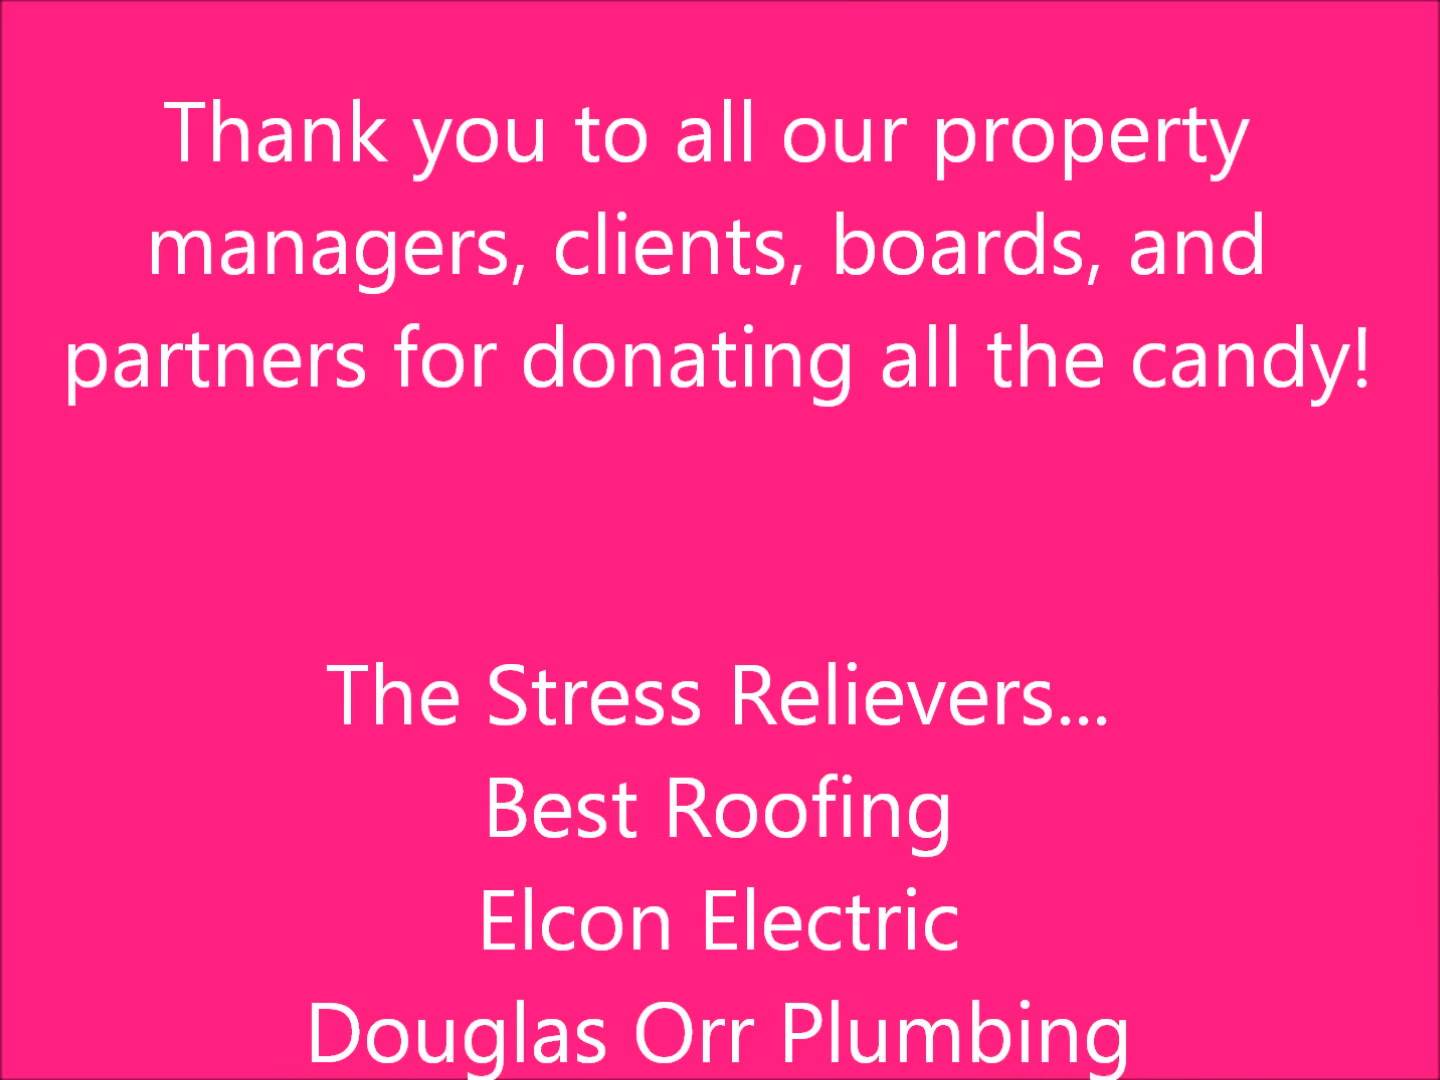 Thank you to all our property
managers, clients, boards, and
partners for donating all the candy!
The Stress Relievers...
Best Roofing
Elcon Electric
Douglas Orr Plumbing